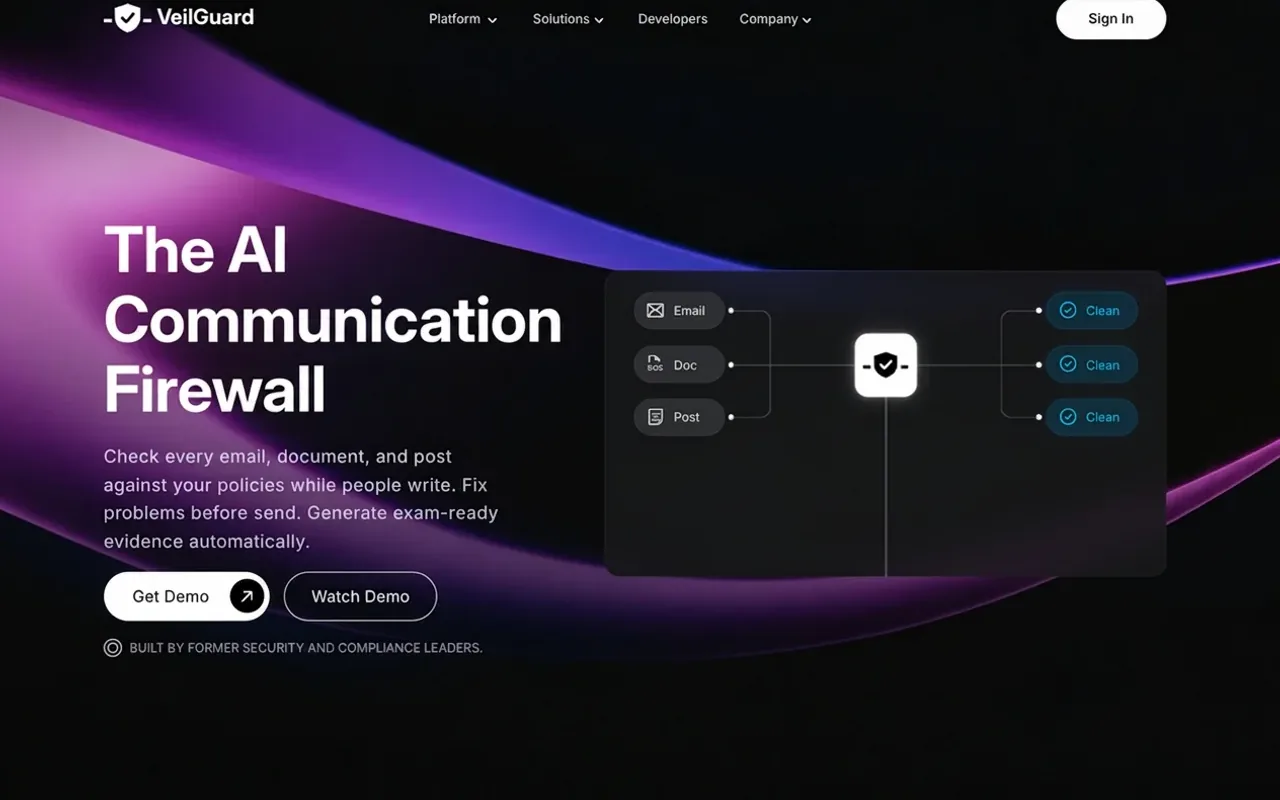 VeilGuard
Platform
Solutions
Developers
Company
Sign In
The AI
Communication
Firewall
Check every email, document, and post
against your policies while people write. Fix
problems before send. Generate exam-ready
evidence automatically.
Get Demo
Watch Demo
BUILT BY FORMER SECURITY AND COMPLIANCE LEADERS.
Email
Doc
Post
Clean
Clean
Clean